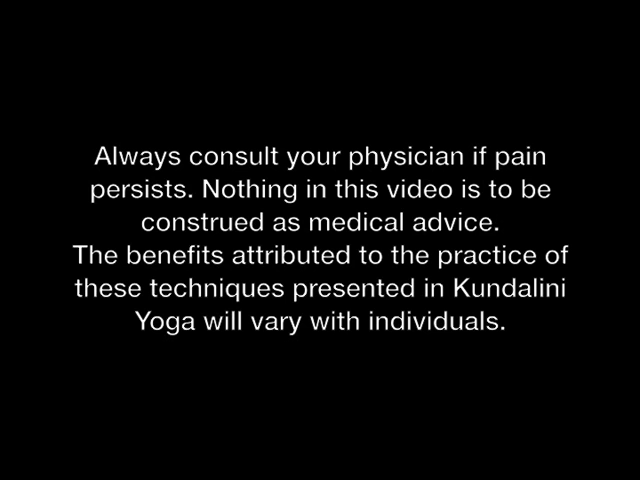 Always consult your physician if pain
persists. Nothing in this video is to be
construed as medical advice.
The benefits attributed to the practice of
these techniques presented in Kundalini
Yoga will vary with individuals.